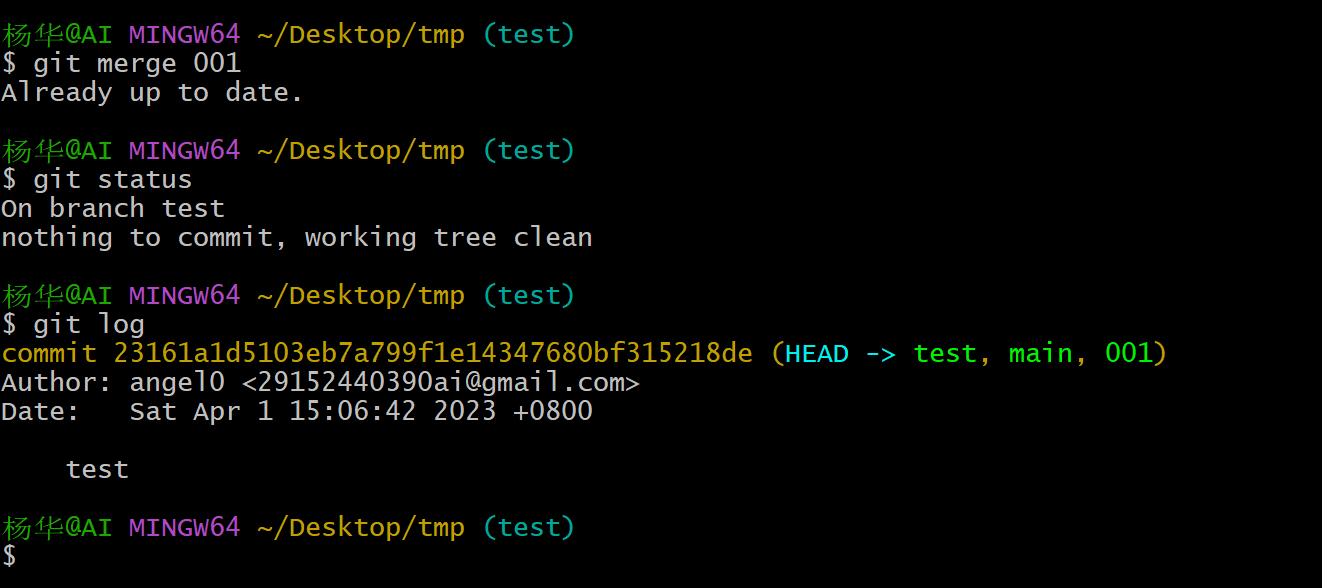 杨华@AI MINGW64 ~/Desktop/tmp (test)
$ git merge 001
Already up to date.
杨华@AI MINGW64 ~/Desktop/tmp (test)
$ git status
On branch test
nothing to commit, working tree clean
杨华@AI MINGW64 ~/Desktop/tmp (test)
$ git log
commit 23161a1d5103eb7a799f1e14347680bf315218de (HEAD -> test, main, 001)
Author: angel0 <29152440390ai@gmail.com>
Date:   Sat Apr 1 15:06:42 2023 +0800
    test
杨华@AI MINGW64 ~/Desktop/tmp (test)
$